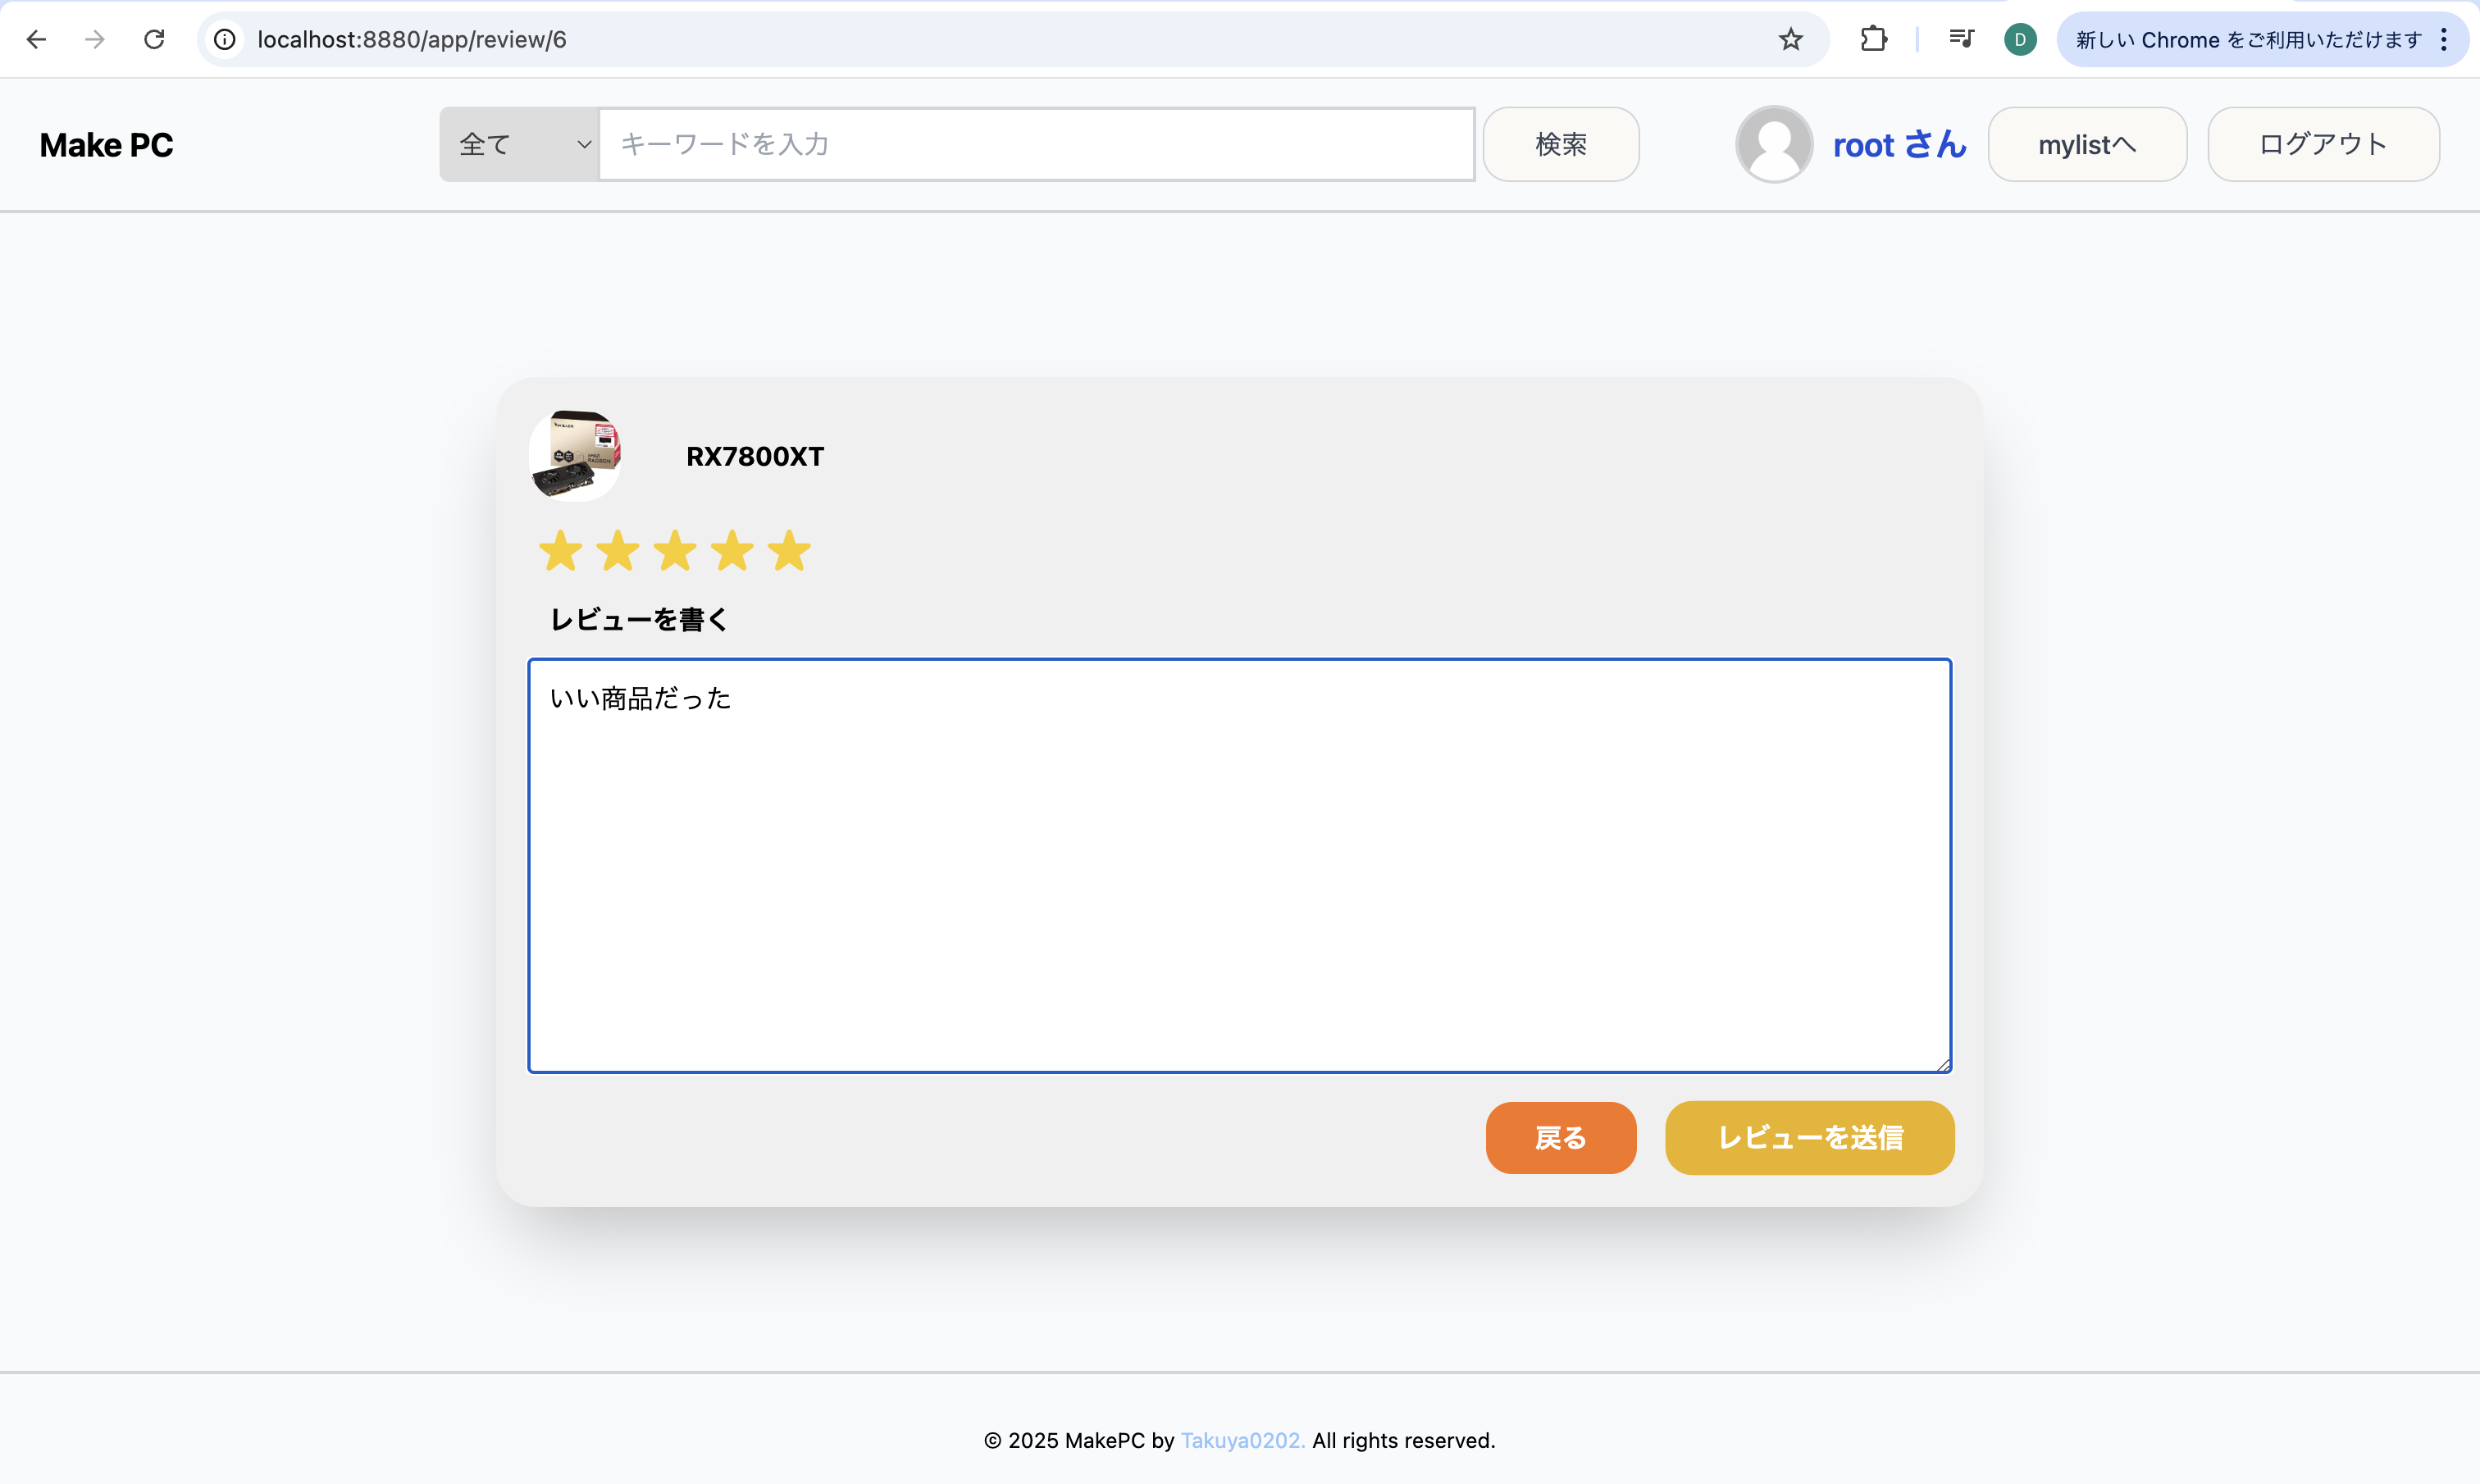 localhost:8880/app/review/6
D
新しい Chrome をご利用いただけます
Make PC
全て
キーワードを入力
検索
root さん
mylistへ
ログアウト
RX7800XT
レビューを書く
いい商品だった
戻る
レビューを送信
© 2025 MakePC by Takuya0202. All rights reserved.